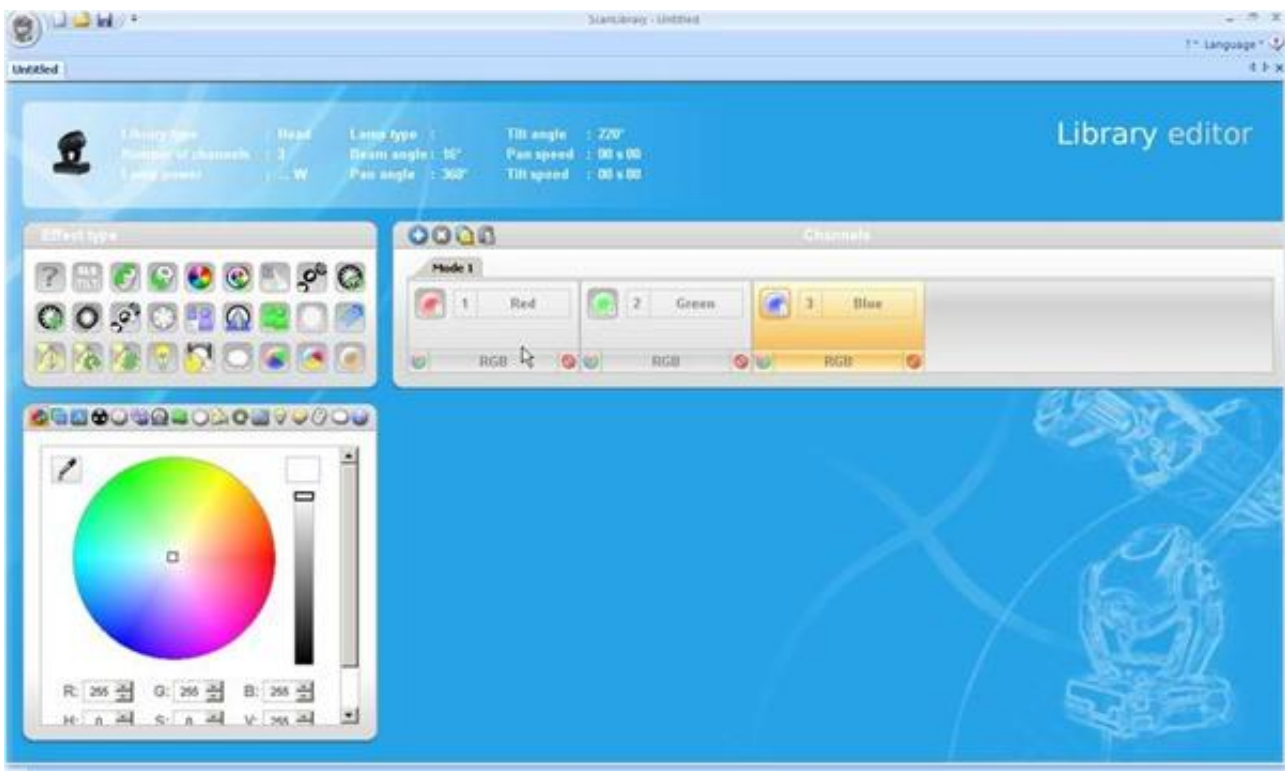 ScanLibrary - Untitled
Language
Untitled
Library editor
Library type : Head
Number of channels : 3
Lamp power : ... W
Lamp type :
Beam angle : 16°
Pan angle : 360°
Tilt angle : 220°
Pan speed : 00 s 00
Tilt speed : 00 s 00
Effect type
Channels
Mode 1
1 Red
2 Green
3 Blue
RGB
RGB
RGB
R: 255 G: 255 B: 255
H: 0 S: 0 V: 255